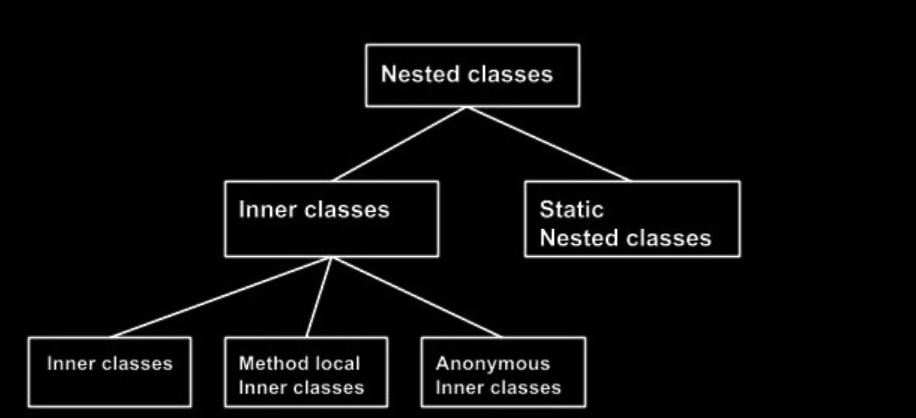 Nested classes
Inner classes
Static
Nested classes
Inner classes
Method local
Inner classes
Anonymous
Inner classes